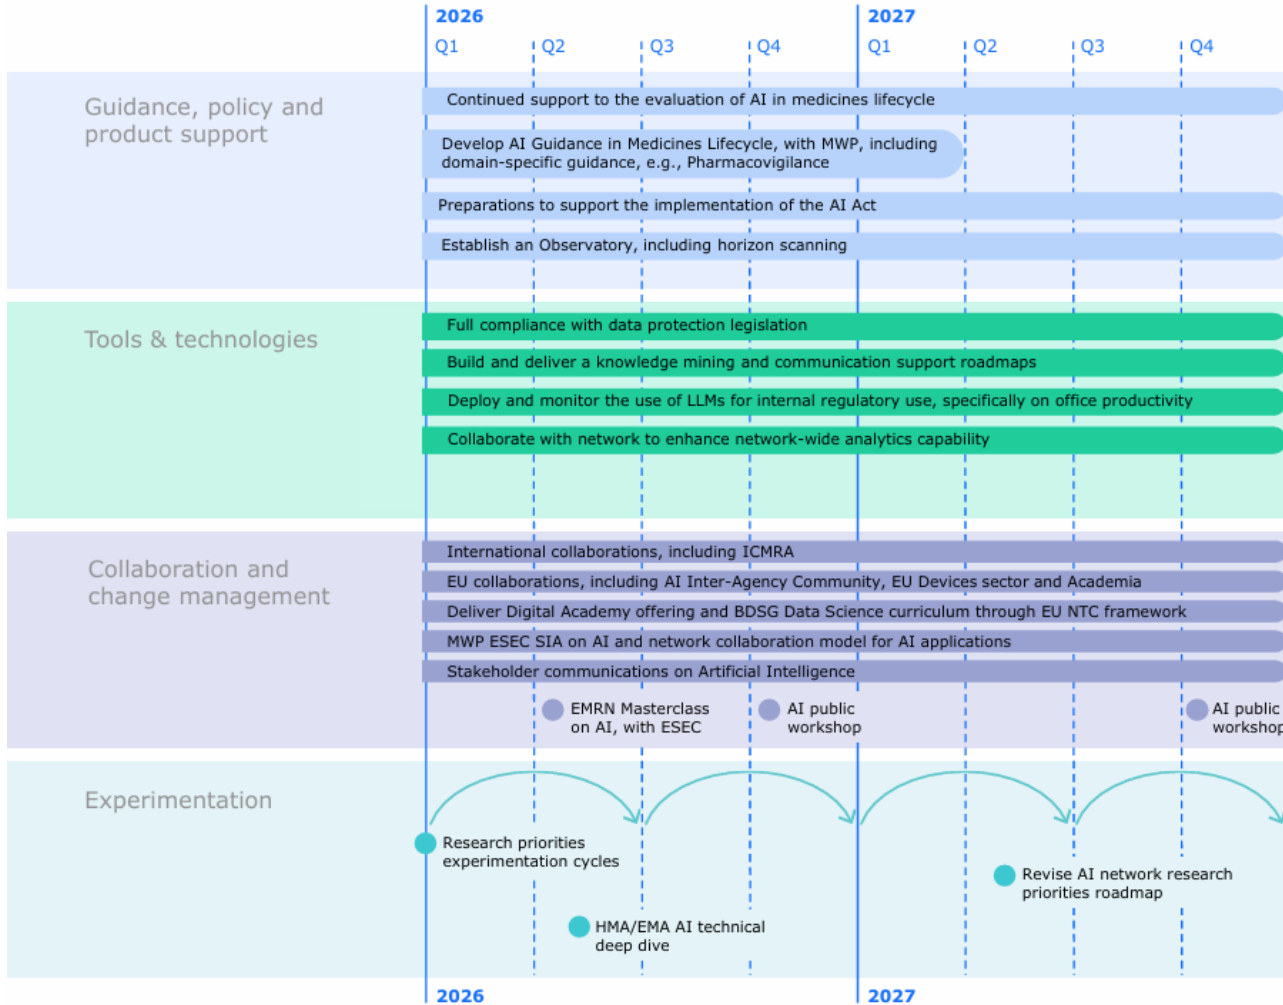 2026
2027
Q1
Q2
Q3
Q4
Q1
Q2
Q3
Q4
Guidance, policy and
product support
Continued support to the evaluation of AI in medicines lifecycle
Develop AI Guidance in Medicines Lifecycle, with MWP, including
domain-specific guidance, e.g., Pharmacovigilance
Preparations to support the implementation of the AI Act
Establish an Observatory, including horizon scanning
Tools & technologies
Full compliance with data protection legislation
Build and deliver a knowledge mining and communication support roadmaps
Deploy and monitor the use of LLMs for internal regulatory use, specifically on office productivity
Collaborate with network to enhance network-wide analytics capability
Collaboration and
change management
International collaborations, including ICMRA
EU collaborations, including AI Inter-Agency Community, EU Devices sector and Academia
Deliver Digital Academy offering and BDSG Data Science curriculum through EU NTC framework
MWP ESEC SIA on AI and network collaboration model for AI applications
Stakeholder communications on Artificial Intelligence
EMRN Masterclass
on AI, with ESEC
AI public
workshop
AI public
workshop
Experimentation
Research priorities
experimentation cycles
Revise AI network research
priorities roadmap
HMA/EMA AI technical
deep dive
2026
2027